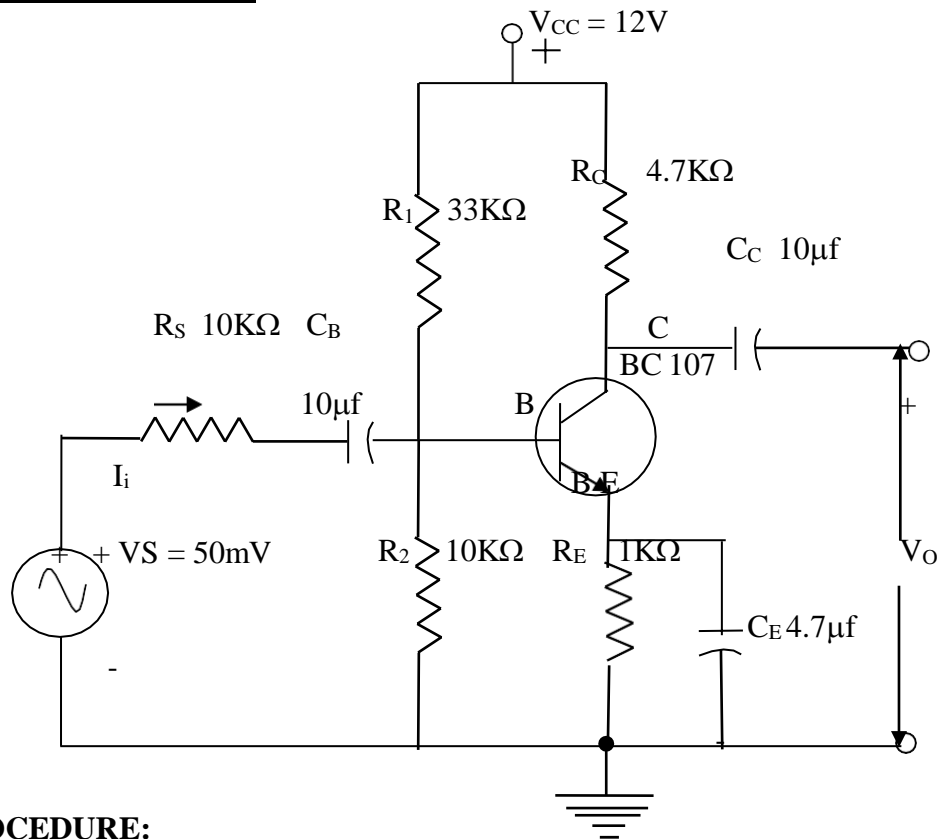 V_CC = 12V
+
R_C 4.7KΩ
R_1 33KΩ
C_C 10μf
R_S 10KΩ C_B
C
BC 107
10μf
B
+
I_i
B E
+ + VS = 50mV
R_2 10KΩ
R_E 1KΩ
V_O
C_E 4.7μf
-
-
OCEDURE: